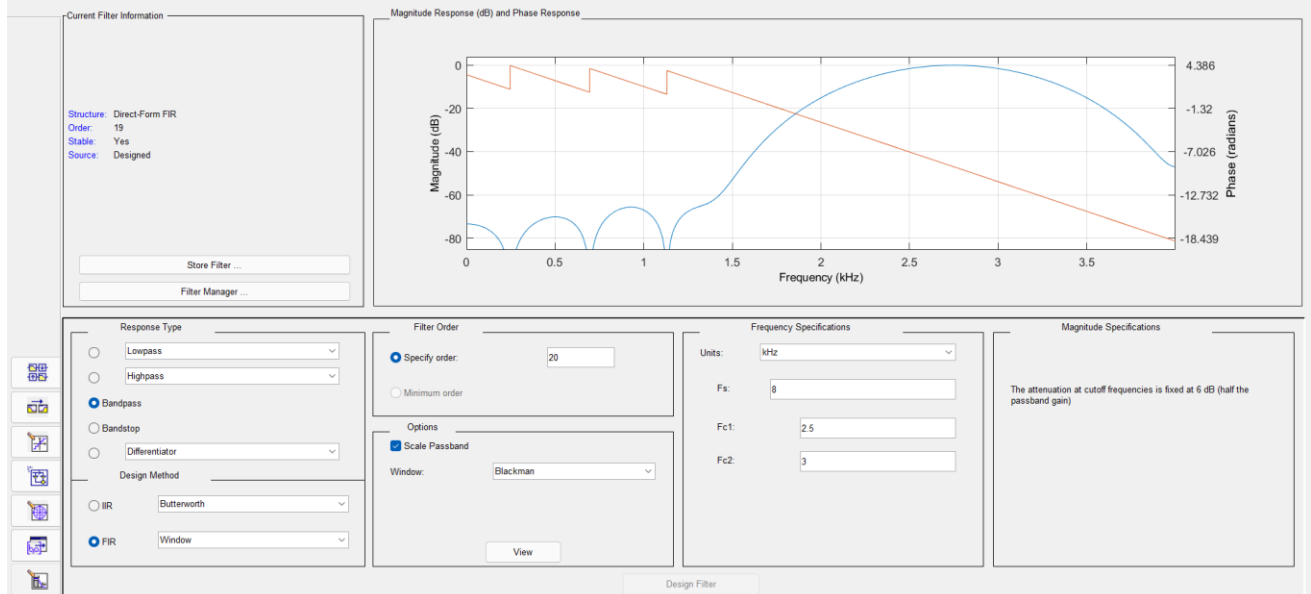 Current Filter Information
Structure: Direct-Form FIR
Order: 19
Stable: Yes
Source: Designed
Store Filter ...
Filter Manager ...
Magnitude Response (dB) and Phase Response
Magnitude (dB)
0
-20
-40
-60
-80
0 0.5 1 1.5 2 2.5 3 3.5
Frequency (kHz)
4.386
-1.32
-7.026
-12.732
-18.439
Phase (radians)
Response Type
Lowpass
Highpass
Bandpass
Bandstop
Differentiator
Design Method
IIR Butterworth
FIR Window
Filter Order
Specify order: 20
Minimum order
Options
Scale Passband
Window: Blackman
View
Frequency Specifications
Units: kHz
Fs: 8
Fc1: 2.5
Fc2: 3
Magnitude Specifications
The attenuation at cutoff frequencies is fixed at 6 dB (half the
passband gain)
Design Filter